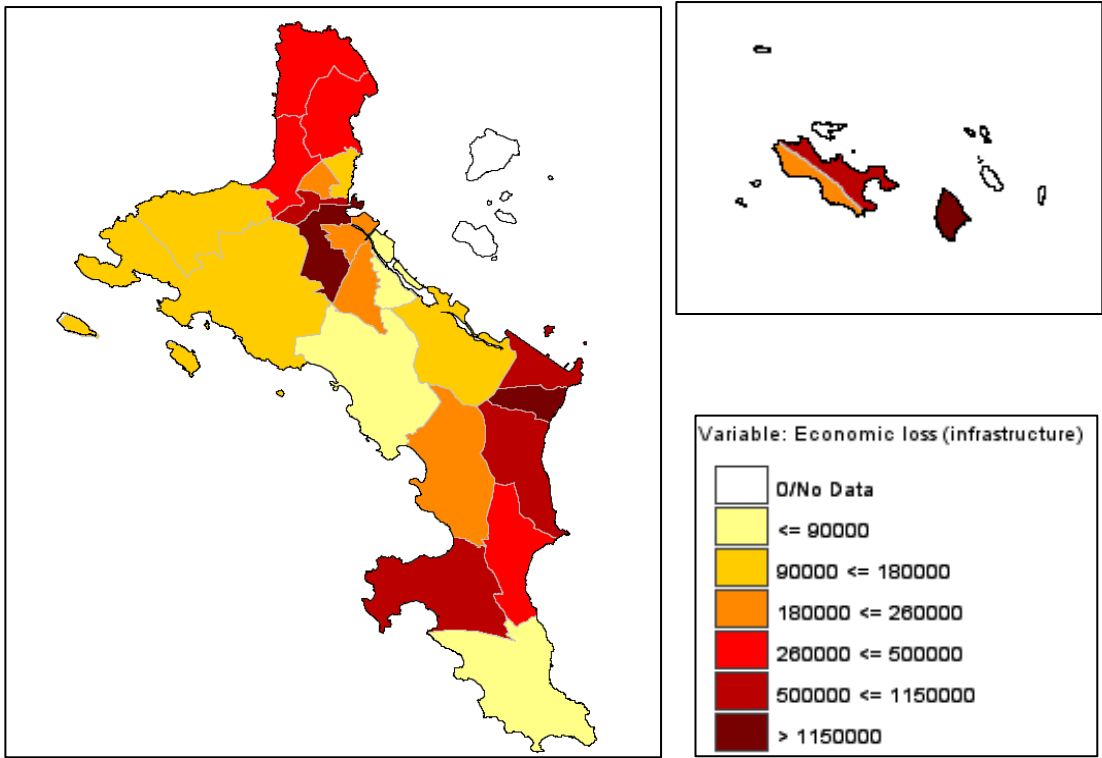 Variable: Economic loss (infrastructure)
0/No Data
<= 90000
90000 <= 180000
180000 <= 260000
260000 <= 500000
500000 <= 1150000
> 1150000